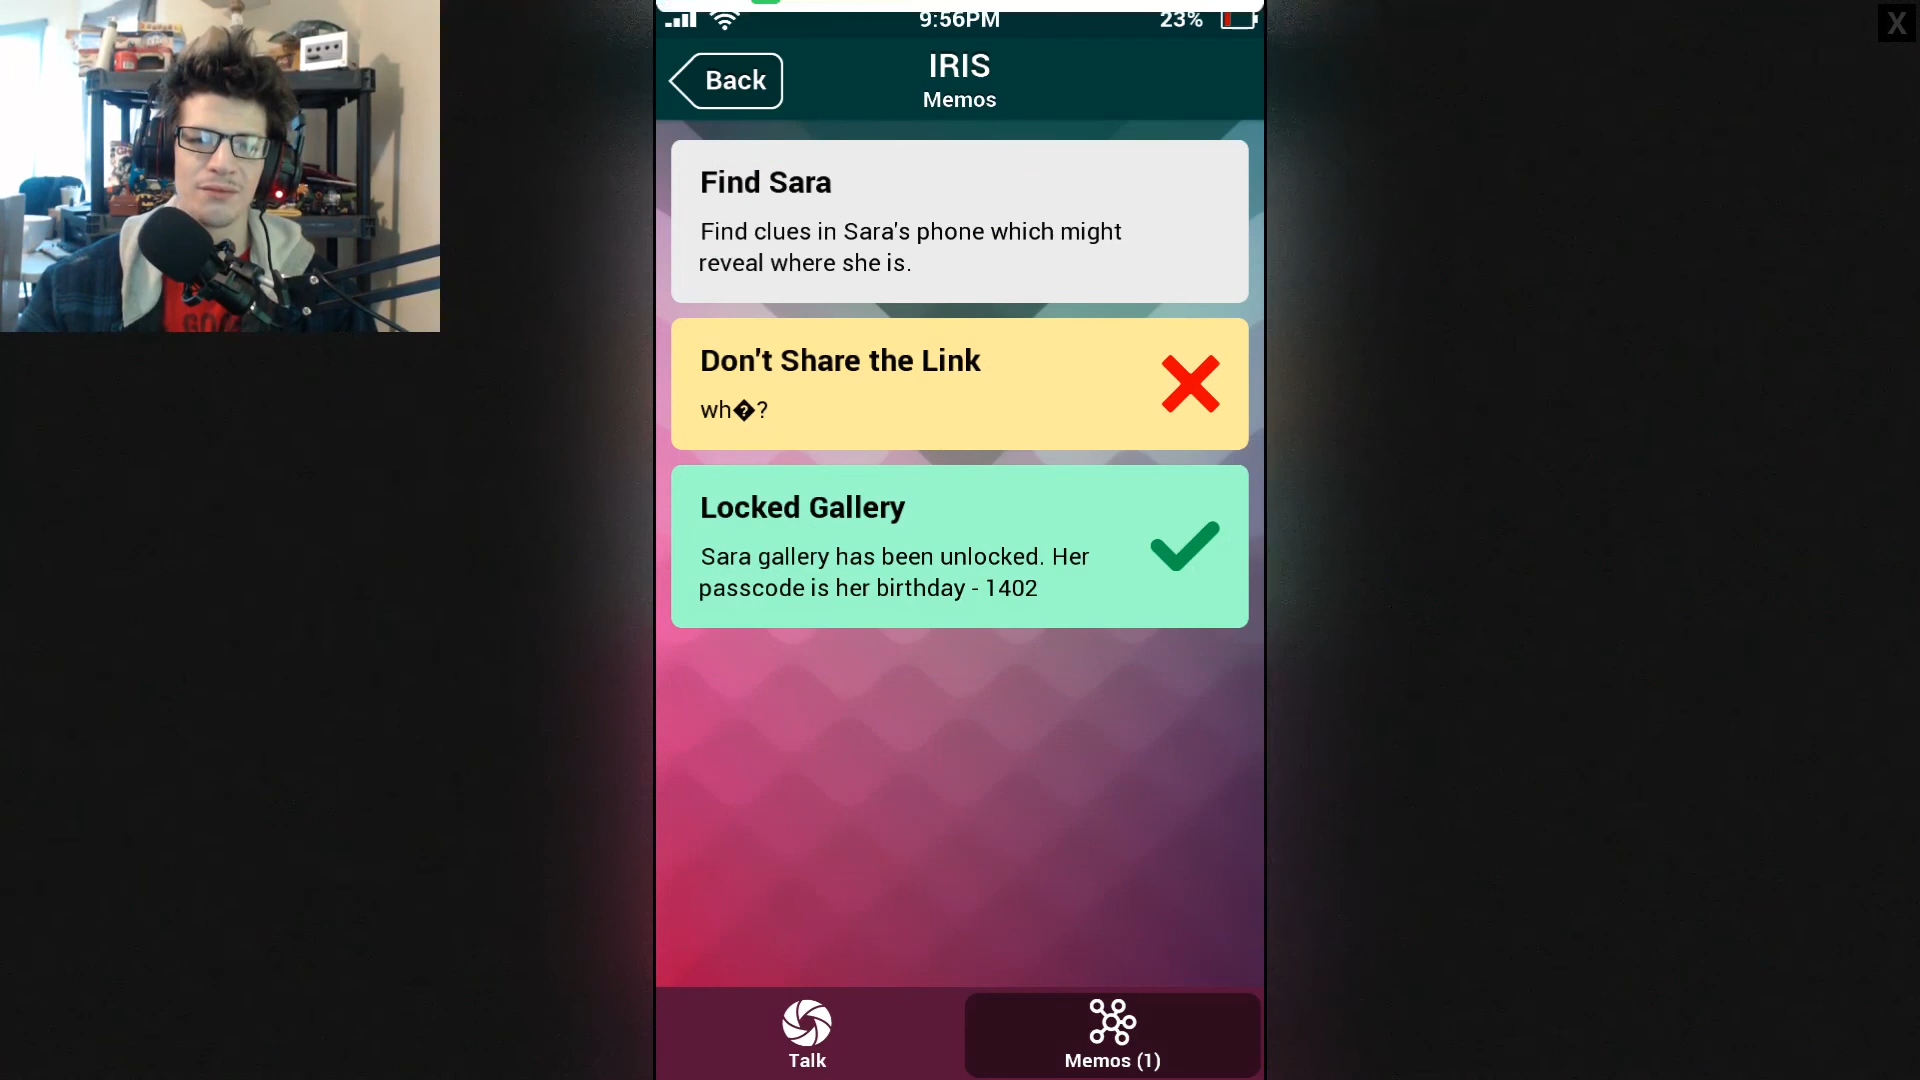 9:56PM
23%
X
Back
IRIS
Memos
Find Sara
Find clues in Sara's phone which might
reveal where she is.
Don't Share the Link
wh�?
Locked Gallery
Sara gallery has been unlocked. Her
passcode is her birthday - 1402
Talk
Memos (1)